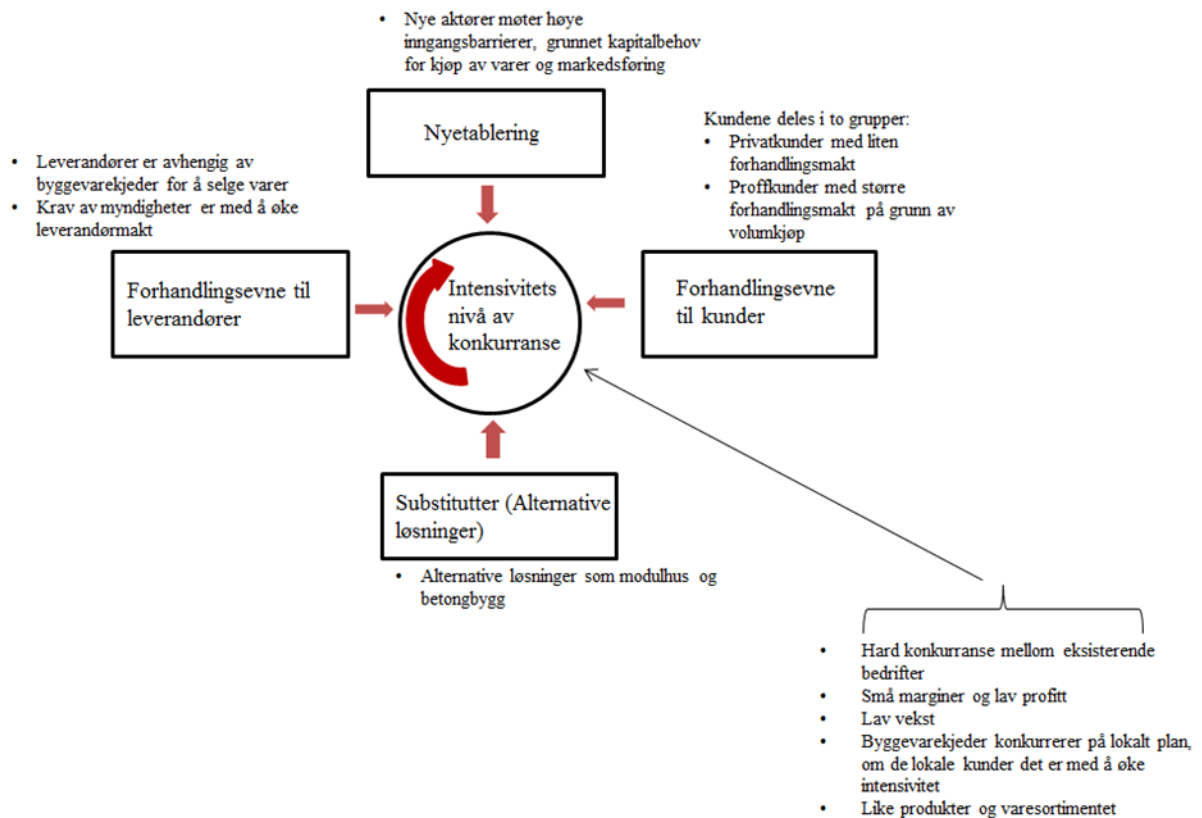 • Nye aktører møter høye
inngangsbarrierer, grunnet kapitalbehov
for kjøp av varer og markedsføring
Nyetablering
Kundene deles i to grupper:
• Privatkunder med liten
forhandlingsmakt
• Proffkunder med større
forhandlingsmakt på grunn av
volumkjøp
• Leverandører er avhengig av
byggevarekjeder for å selge varer
• Krav av myndigheter er med å øke
leverandørmakt
Forhandlingsevne til
leverandører
Intensivitets
nivå av
konkurranse
Forhandlingsevne
til kunder
Substitutter (Alternative
løsninger)
• Alternative løsninger som modulhus og
betongbygg
• Hard konkurranse mellom eksisterende
bedrifter
• Små marginer og lav profitt
• Lav vekst
• Byggevarekjeder konkurrerer på lokalt plan,
om de lokale kunder det er med å øke
intensivitet
• Like produkter og varesortimentet